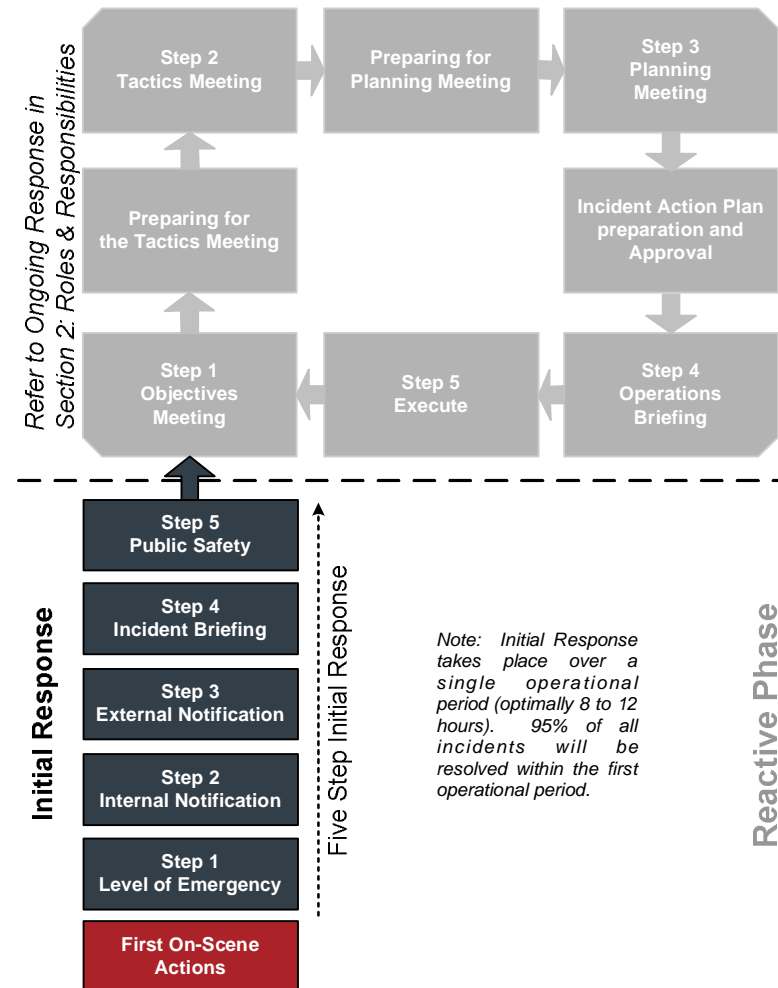 Refer to Ongoing Response in
Section 2: Roles & Responsibilities
Step 2
Tactics Meeting
Preparing for
Planning Meeting
Step 3
Planning
Meeting
Preparing for
the Tactics Meeting
Incident Action Plan
preparation and
Approval
Step 1
Objectives
Meeting
Step 5
Execute
Step 4
Operations
Briefing
Initial Response
Step 5
Public Safety
Step 4
Incident Briefing
Step 3
External Notification
Step 2
Internal Notification
Step 1
Level of Emergency
First On-Scene
Actions
Five Step Initial Response
Note: Initial Response
takes place over a
single operational
period (optimally 8 to 12
hours). 95% of all
incidents will be
resolved within the first
operational period.
Reactive Phase